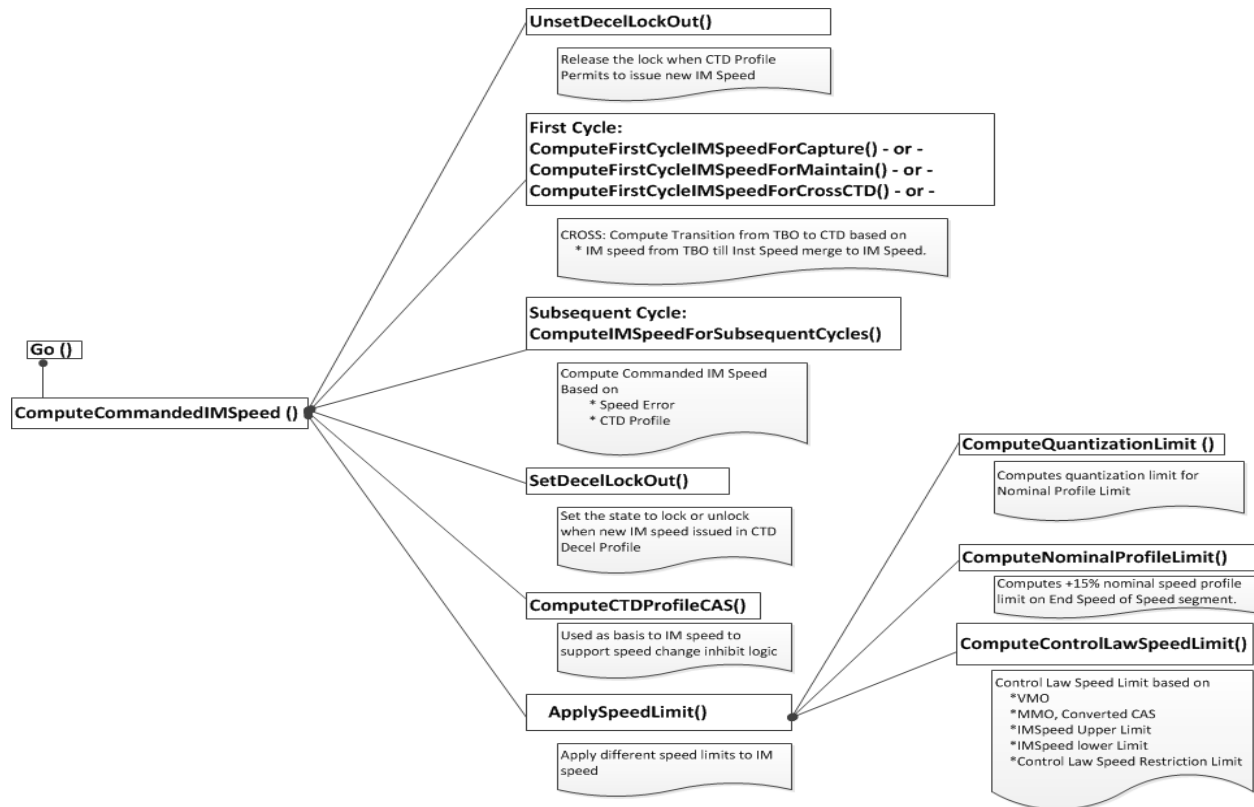 UnsetDecelLockOut()
Release the lock when CTD Profile
Permits to issue new IM Speed
First Cycle:
ComputeFirstCycleIMSpeedForCapture() - or -
ComputeFirstCycleIMSpeedForMaintain() - or -
ComputeFirstCycleIMSpeedForCrossCTD() - or -
CROSS: Compute Transition from TBO to CTD based on
* IM speed from TBO till Inst Speed merge to IM Speed.
Subsequent Cycle:
ComputeIMSpeedForSubsequentCycles()
Go ()
Compute Commanded IM Speed
Based on
* Speed Error
* CTD Profile
ComputeCommandedIMSpeed ()
ComputeQuantizationLimit ()
Computes quantization limit for
Nominal Profile Limit
SetDecelLockOut()
Set the state to lock or unlock
when new IM speed issued in CTD
Decel Profile
ComputeNominalProfileLimit()
Computes +15% nominal speed profile
limit on End Speed of Speed segment.
ComputeCTDProfileCAS()
Used as basis to IM speed to
support speed change inhibit logic
ComputeControlLawSpeedLimit()
Control Law Speed Limit based on
*VMO
*MMO, Converted CAS
*IMSpeed Upper Limit
*IMSpeed lower Limit
*Control Law Speed Restriction Limit
ApplySpeedLimit()
Apply different speed limits to IM
speed